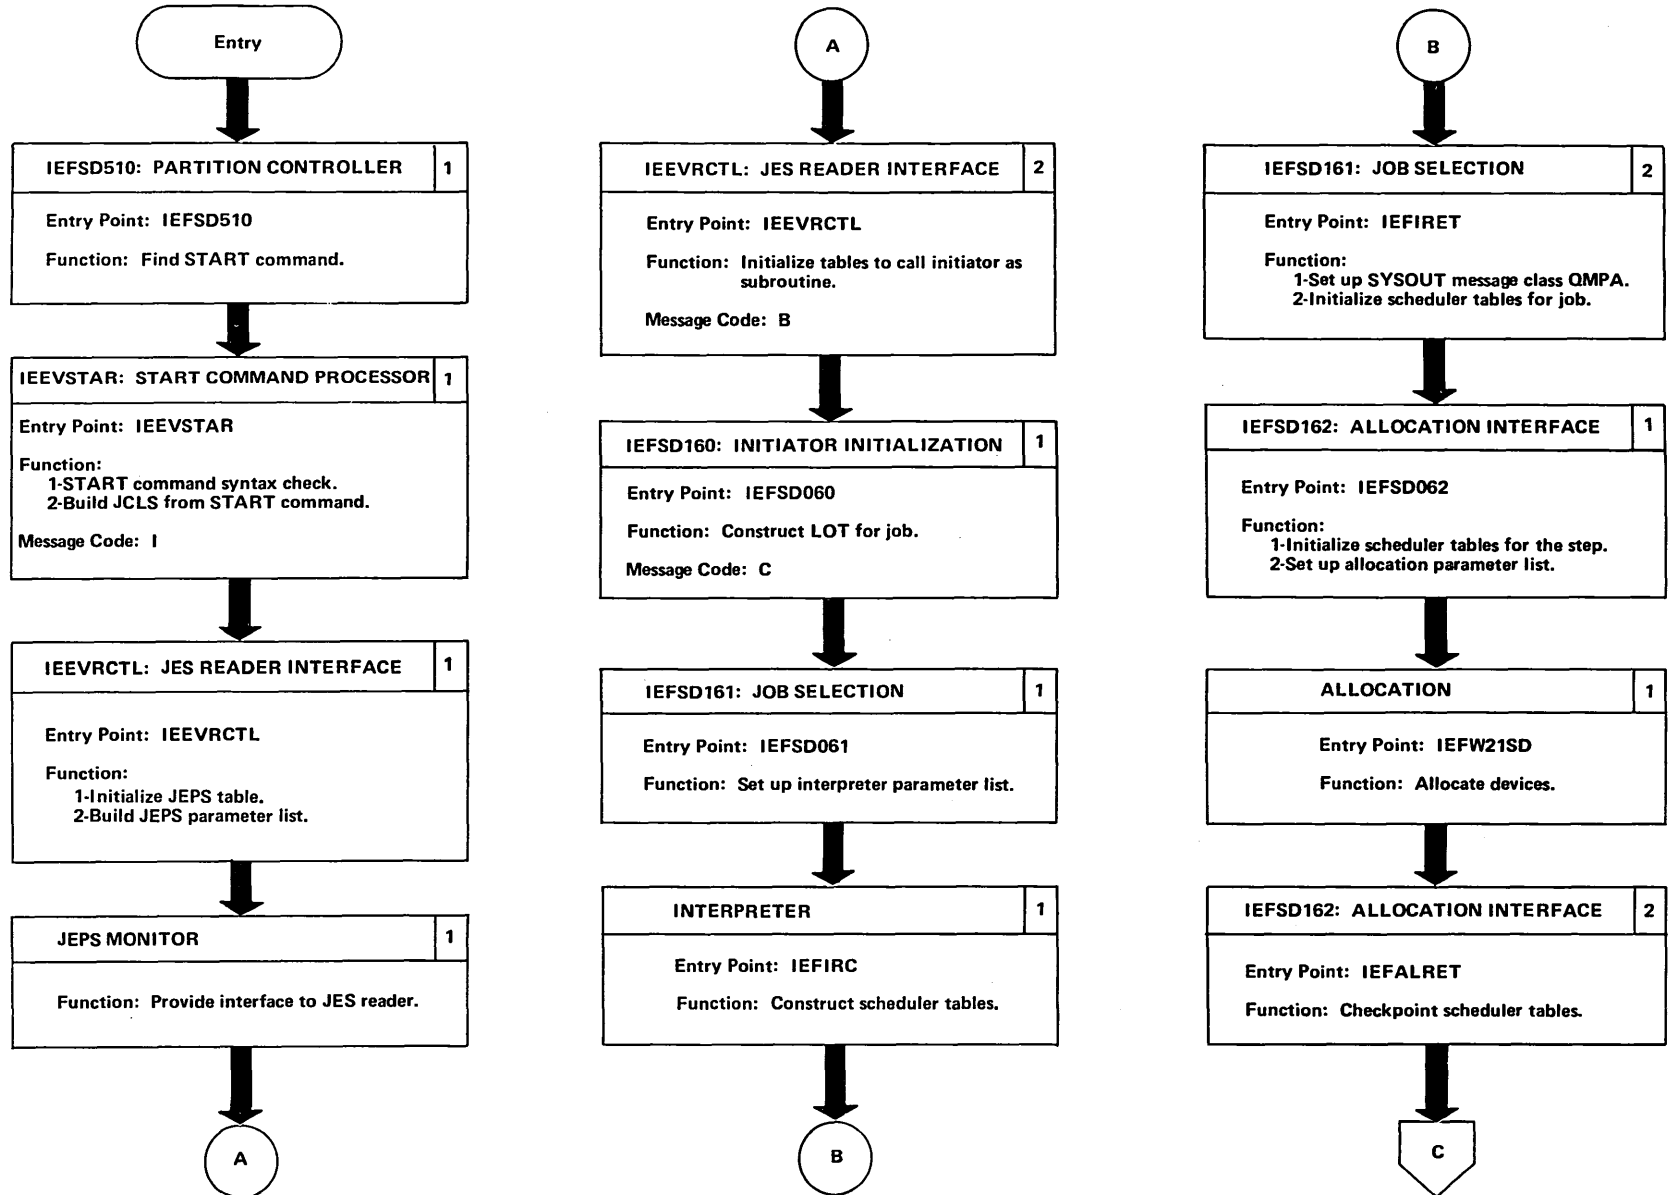 Entry
IEFSD510: PARTITION CONTROLLER 1
Entry Point: IEFSD510
Function: Find START command.
IEEVSTAR: START COMMAND PROCESSOR 1
Entry Point: IEEVSTAR
Function:
1-START command syntax check.
2-Build JCLS from START command.
Message Code: I
IEEVRCTL: JES READER INTERFACE 1
Entry Point: IEEVRCTL
Function:
1-Initialize JEPS table.
2-Build JEPS parameter list.
JEPS MONITOR 1
Function: Provide interface to JES reader.
A
A
IEEVRCTL: JES READER INTERFACE 2
Entry Point: IEEVRCTL
Function: Initialize tables to call initiator as
subroutine.
Message Code: B
IEFSD160: INITIATOR INITIALIZATION 1
Entry Point: IEFSD060
Function: Construct LOT for job.
Message Code: C
IEFSD161: JOB SELECTION 1
Entry Point: IEFSD061
Function: Set up interpreter parameter list.
INTERPRETER 1
Entry Point: IEFIRC
Function: Construct scheduler tables.
B
B
IEFSD161: JOB SELECTION 2
Entry Point: IEFIRET
Function:
1-Set up SYSOUT message class QMPA.
2-Initialize scheduler tables for job.
IEFSD162: ALLOCATION INTERFACE 1
Entry Point: IEFSD062
Function:
1-Initialize scheduler tables for the step.
2-Set up allocation parameter list.
ALLOCATION 1
Entry Point: IEFW21SD
Function: Allocate devices.
IEFSD162: ALLOCATION INTERFACE 2
Entry Point: IEFALRET
Function: Checkpoint scheduler tables.
C